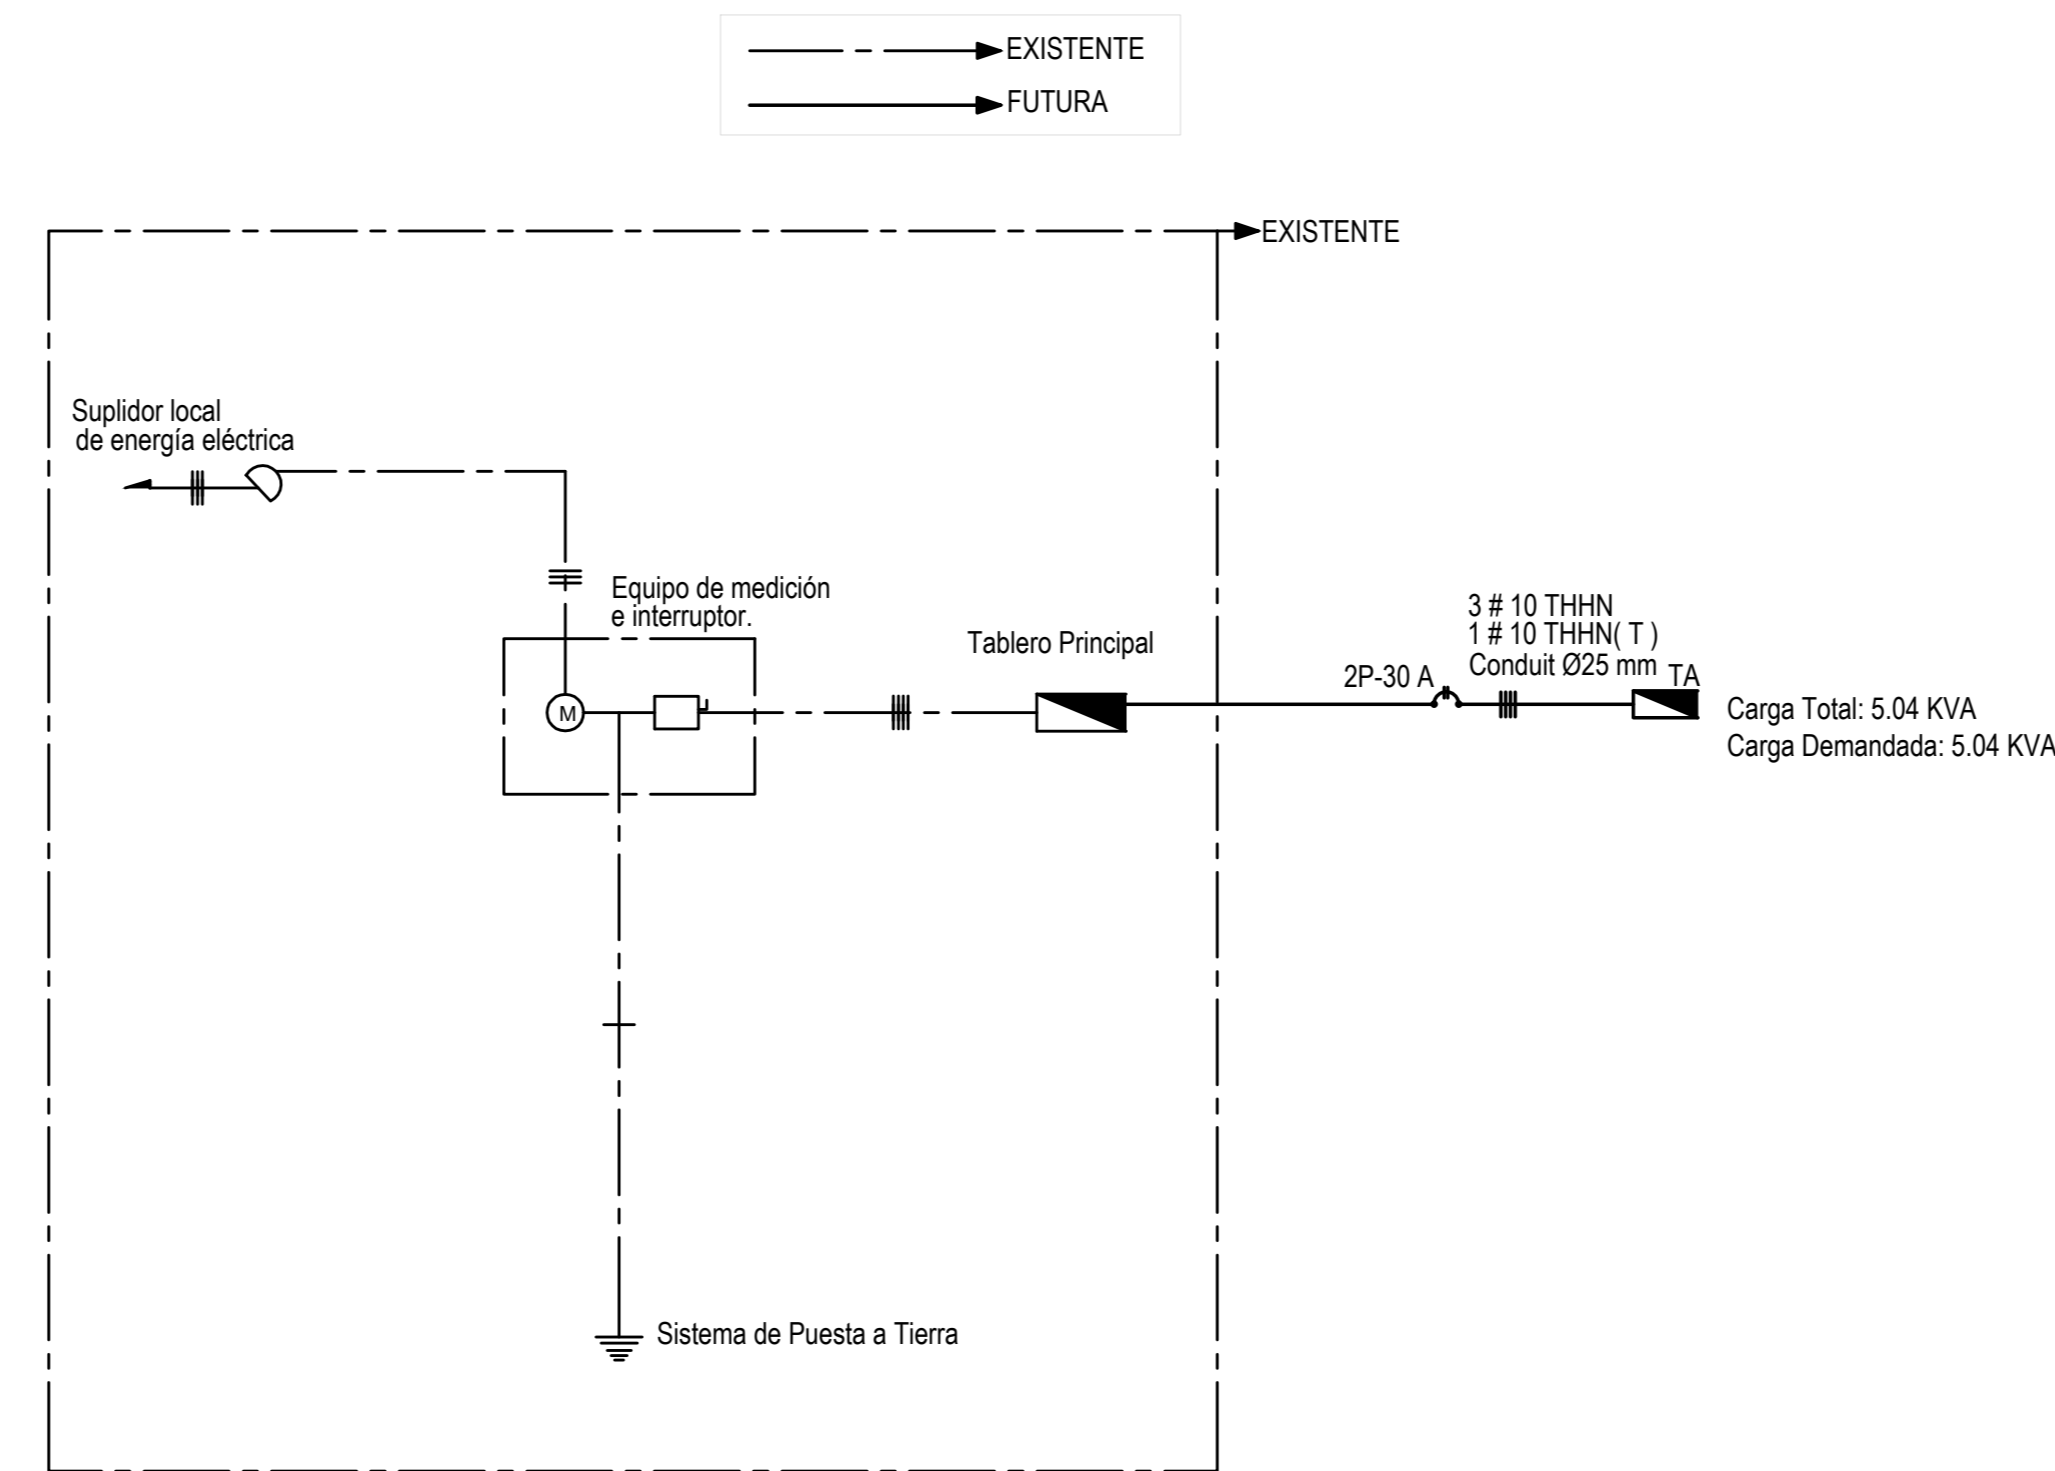 EXISTENTE
FUTURA
EXISTENTE
Suplidor local
de energía eléctrica
Equipo de medición
e interruptor.
M
Tablero Principal
2P-30 A
3 # 10 THHN
1 # 10 THHN( T )
Conduit Ø25 mm
TA
Carga Total: 5.04 KVA
Carga Demandada: 5.04 KVA
Sistema de Puesta a Tierra